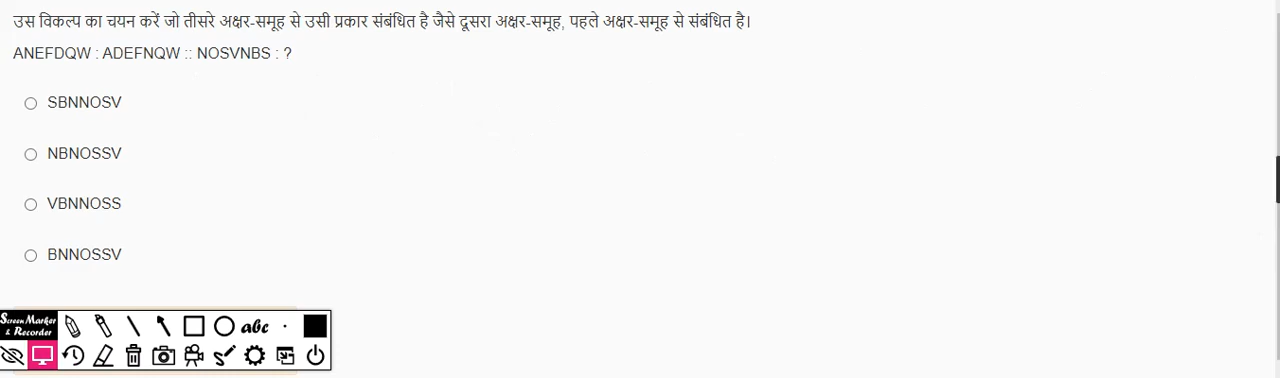 उस विकल्प का चयन करें जो तीसरे अक्षर-समूह से उसी प्रकार संबंधित है जैसे दूसरा अक्षर-समूह, पहले अक्षर-समूह से संबंधित है।
ANEFDQW : ADEFNQW :: NOSVNBS : ?
SBNNOSV
NBNOSSV
VBNNOSS
BNNOSSV
Screen Marker
& Recorder
abc